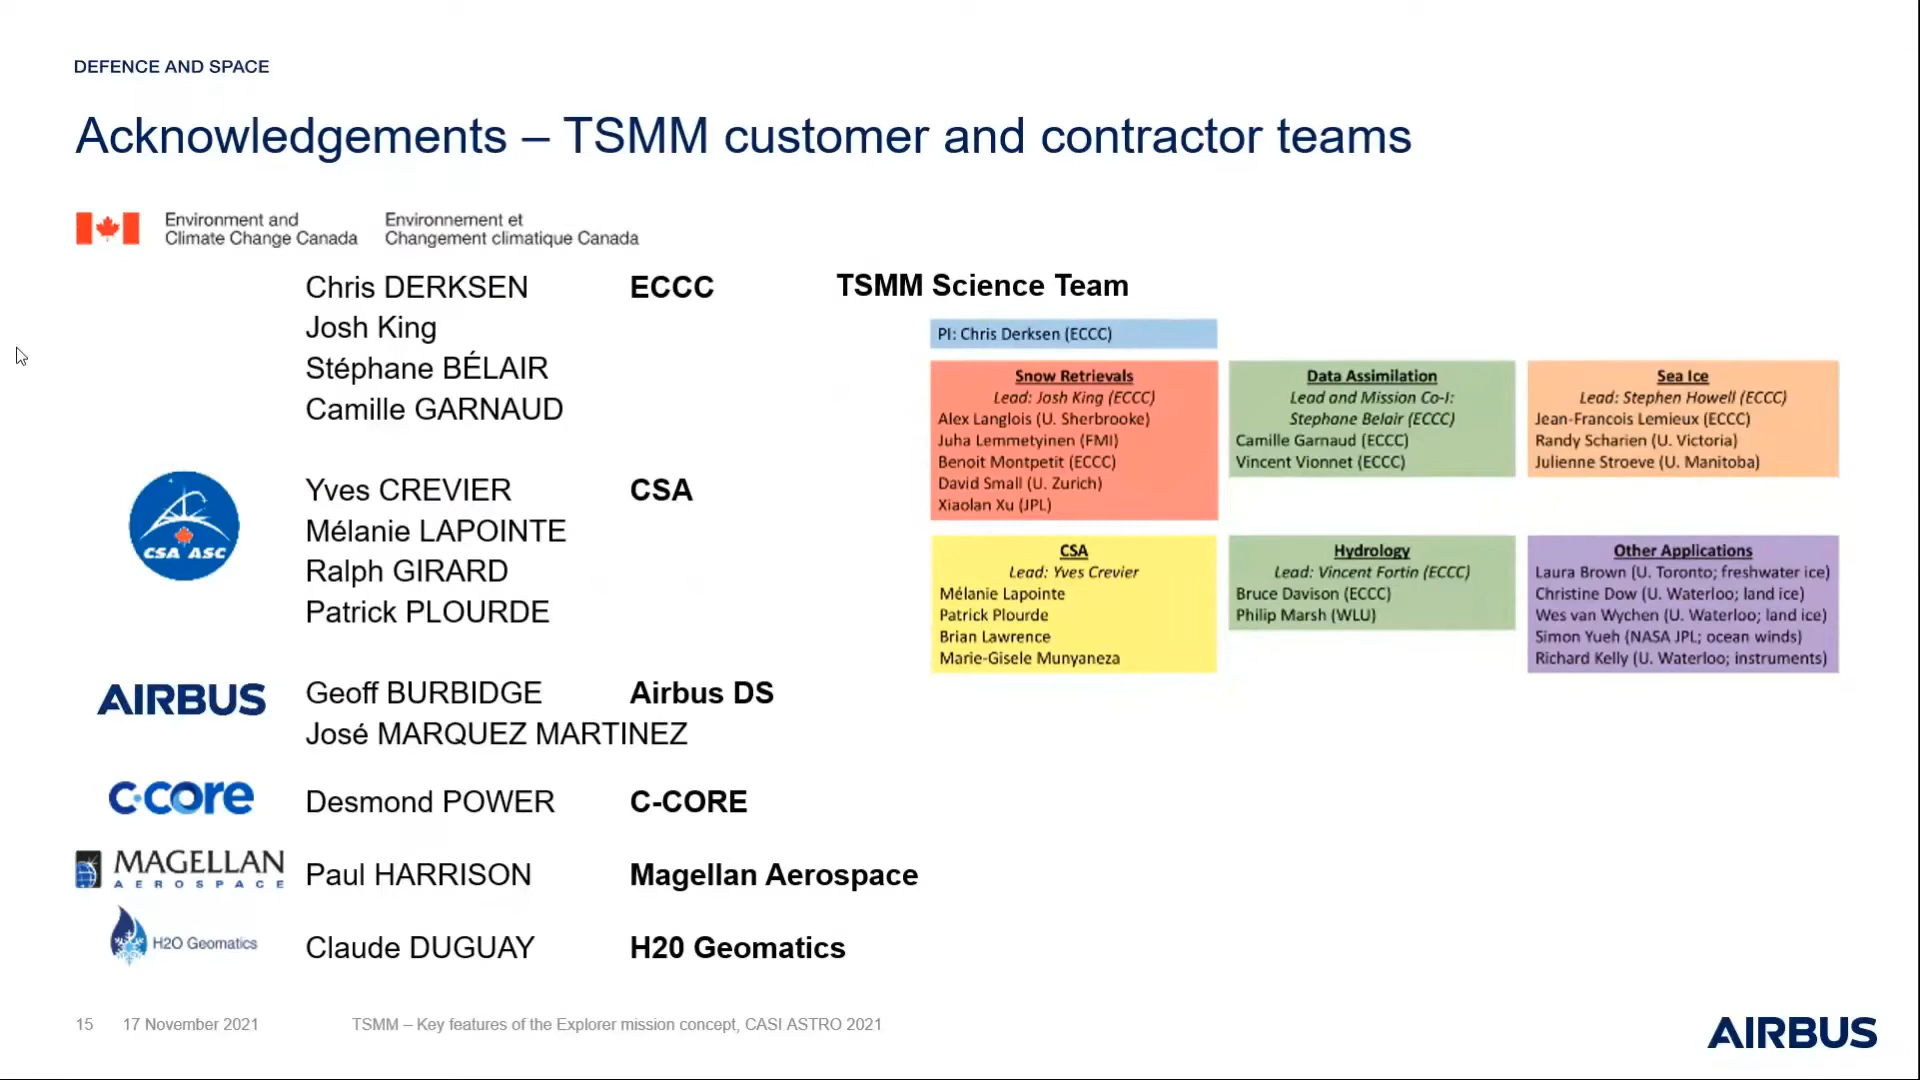 DEFENCE AND SPACE
Acknowledgements – TSMM customer and contractor teams
Environment and
Climate Change Canada
Environnement et
Changement climatique Canada
Chris DERKSEN ECCC
Josh King
Stéphane BÉLAIR
Camille GARNAUD
CSA ASC
Yves CREVIER CSA
Mélanie LAPOINTE
Ralph GIRARD
Patrick PLOURDE
AIRBUS
Geoff BURBIDGE Airbus DS
José MARQUEZ MARTINEZ
C·CORE
Desmond POWER C-CORE
MAGELLAN
AEROSPACE
Paul HARRISON Magellan Aerospace
H2O Geomatics
Claude DUGUAY H20 Geomatics
TSMM Science Team
PI: Chris Derksen (ECCC)
Snow Retrievals
Lead: Josh King (ECCC)
Alex Langlois (U. Sherbrooke)
Juha Lemmetyinen (FMI)
Benoit Montpetit (ECCC)
David Small (U. Zurich)
Xiaolan Xu (JPL)
Data Assimilation
Lead and Mission Co-I:
Stephane Belair (ECCC)
Camille Garnaud (ECCC)
Vincent Vionnet (ECCC)
Sea Ice
Lead: Stephen Howell (ECCC)
Jean-Francois Lemieux (ECCC)
Randy Scharien (U. Victoria)
Julienne Stroeve (U. Manitoba)
CSA
Lead: Yves Crevier
Mélanie Lapointe
Patrick Plourde
Brian Lawrence
Marie-Gisele Munyaneza
Hydrology
Lead: Vincent Fortin (ECCC)
Bruce Davison (ECCC)
Philip Marsh (WLU)
Other Applications
Laura Brown (U. Toronto; freshwater ice)
Christine Dow (U. Waterloo; land ice)
Wes van Wychen (U. Waterloo; land ice)
Simon Yueh (NASA JPL; ocean winds)
Richard Kelly (U. Waterloo; instruments)
15 17 November 2021 TSMM – Key features of the Explorer mission concept, CASI ASTRO 2021
AIRBUS